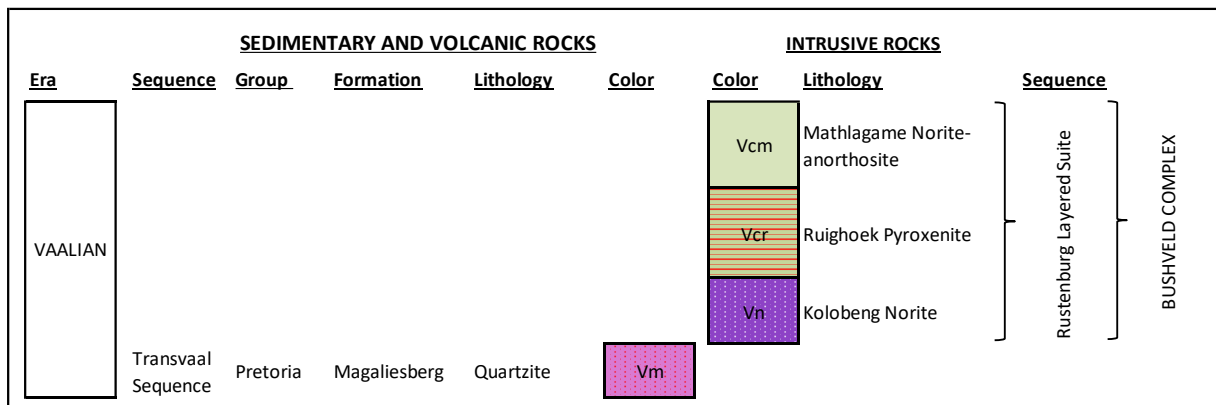 SEDIMENTARY AND VOLCANIC ROCKS
INTRUSIVE ROCKS
Era Sequence Group Formation Lithology Color Color Lithology Sequence
VAALIAN
Vcm
Mathlagame Norite-
anorthosite
Vcr
Ruighoek Pyroxenite
Vn
Kolobeng Norite
Rustenburg Layered Suite
BUSHVELD COMPLEX
Transvaal
Sequence
Pretoria
Magaliesberg
Quartzite
Vm